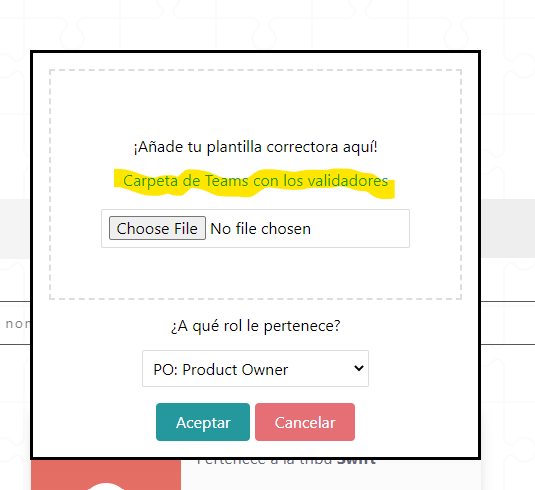 ¡Añade tu plantilla correctora aquí!
Carpeta de Teams con los validadores
Choose File No file chosen
nom
¿A qué rol le pertenece?
PO: Product Owner
Aceptar Cancelar
Pertenece a la tribu Swift